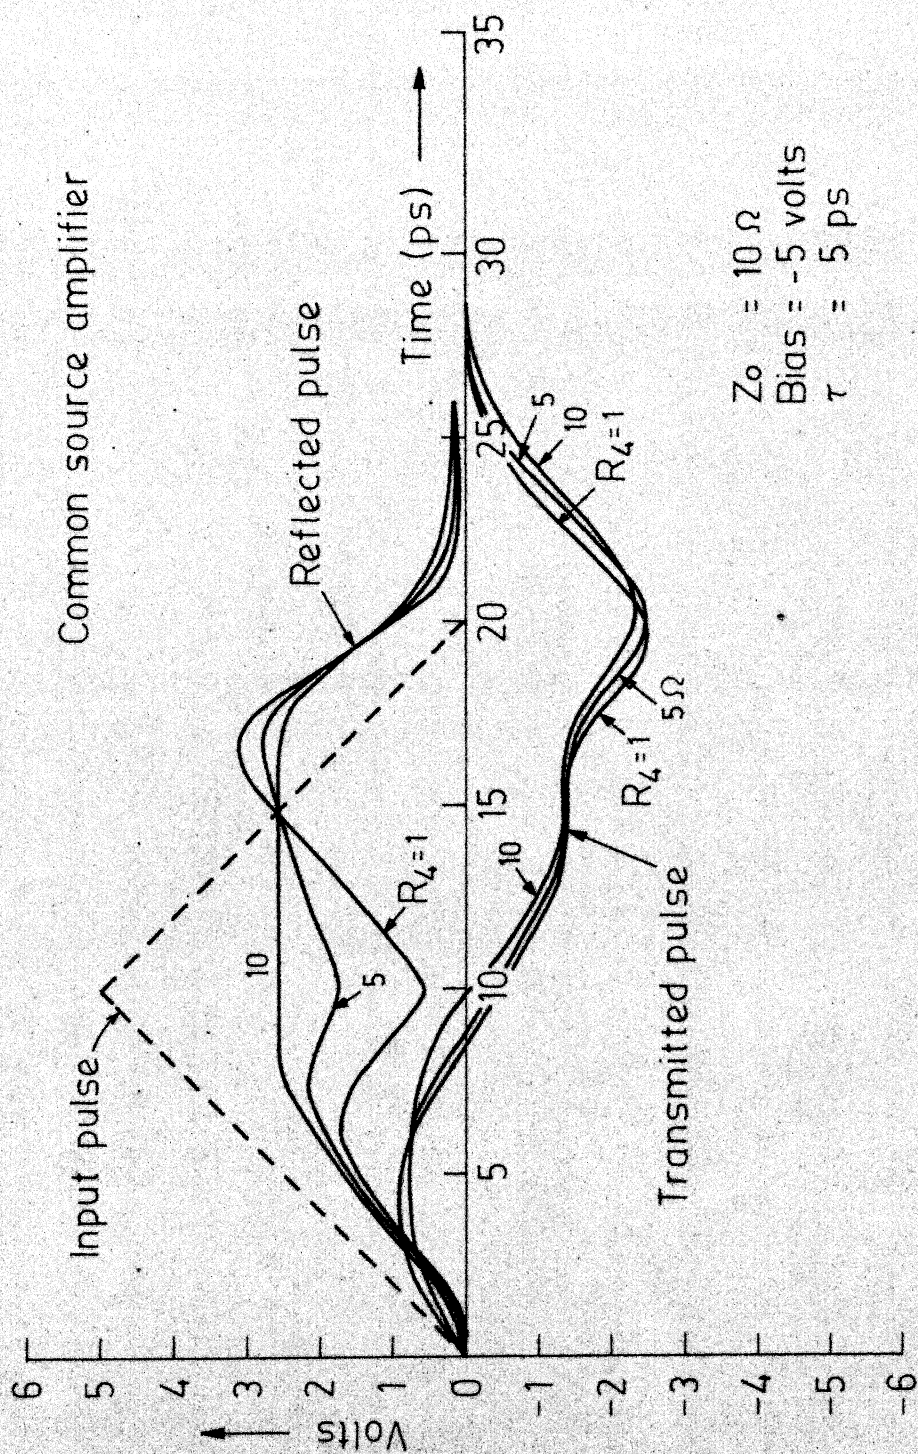 Common source amplifier
Input pulse
Reflected pulse
10
5
R4=1
Time (ps)
Volts
6
5
4
3
2
1
0
-1
-2
-3
-4
-5
-6
5
10
15
20
25
30
35
10
R4=1
5Ω
5
10
R4=1
Transmitted pulse
Zo = 10 Ω
Bias = -5 volts
τ = 5 ps